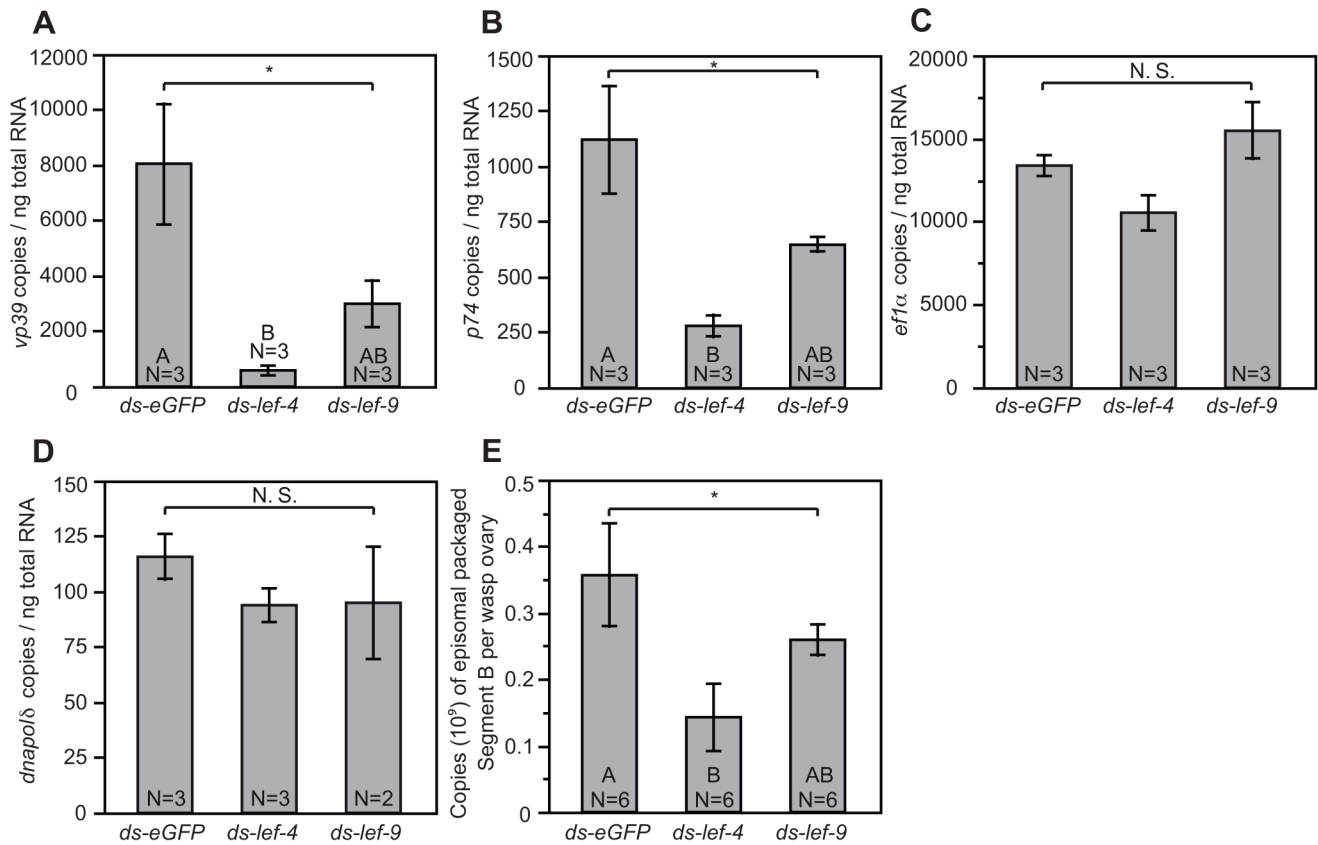 A
vp39 copies / ng total RNA
12000
10000
8000
6000
4000
2000
0
*
A
N=3
B
N=3
AB
N=3
ds-eGFP ds-lef-4 ds-lef-9
B
p74 copies / ng total RNA
1500
1250
1000
750
500
250
0
*
A
N=3
B
N=3
AB
N=3
ds-eGFP ds-lef-4 ds-lef-9
C
ef1α copies / ng total RNA
20000
15000
10000
5000
0
N. S.
N=3
N=3
N=3
ds-eGFP ds-lef-4 ds-lef-9
D
dnapolδ copies / ng total RNA
150
125
100
75
50
25
0
N. S.
N=3
N=3
N=2
ds-eGFP ds-lef-4 ds-lef-9
E
Copies (10⁹) of episomal packaged
Segment B per wasp ovary
0.5
0.4
0.3
0.2
0.1
0
*
A
N=6
B
N=6
AB
N=6
ds-eGFP ds-lef-4 ds-lef-9